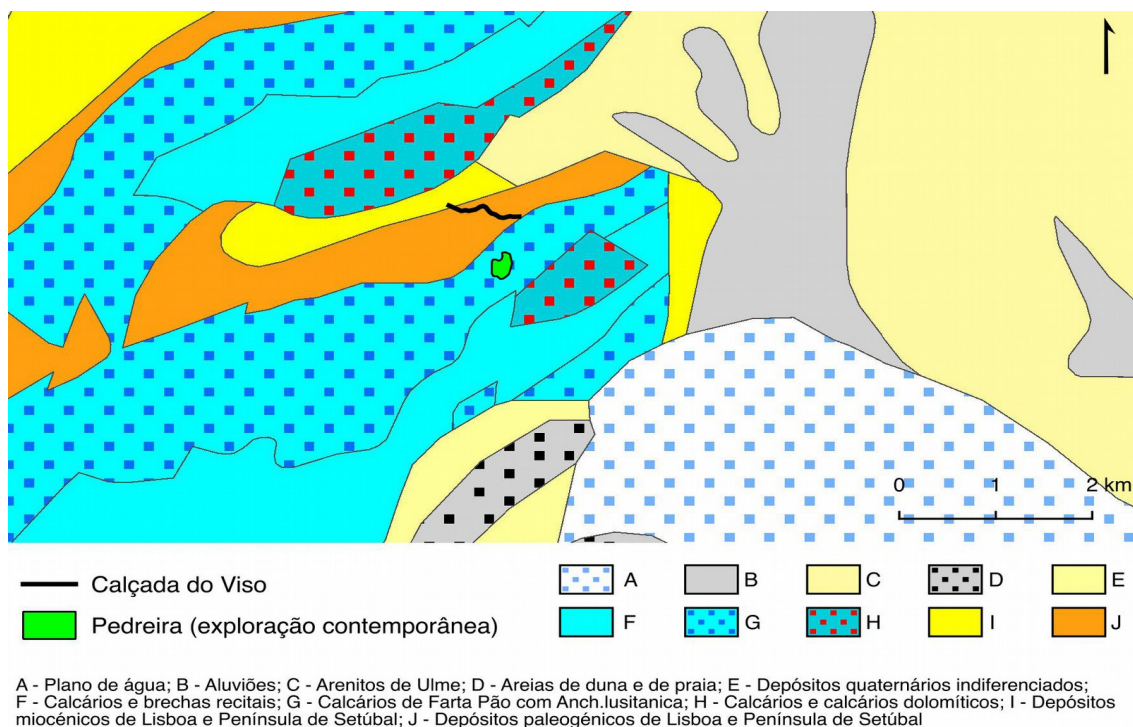 0 1 2 km
Calçada do Viso
Pedreira (exploração contemporânea)
A B C D E
F G H I J
A - Plano de água; B - Aluviões; C - Arenitos de Ulme; D - Areias de duna e de praia; E - Depósitos quaternários indiferenciados;
F - Calcários e brechas recitais; G - Calcários de Farta Pão com Anch.lusitanica; H - Calcários e calcários dolomíticos; I - Depósitos
miocénicos de Lisboa e Península de Setúbal; J - Depósitos paleogénicos de Lisboa e Península de Setúbal